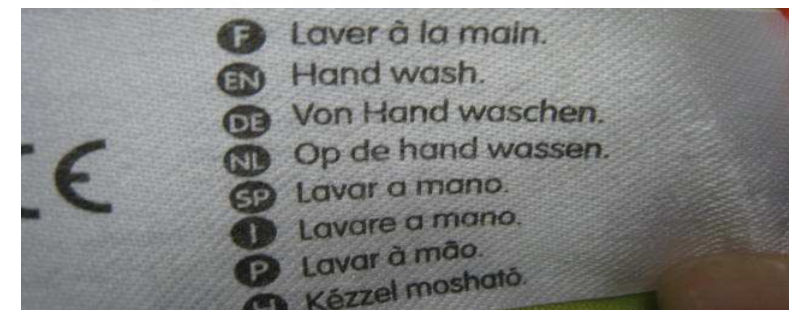 F Laver à la main.
EN Hand wash.
DE Von Hand waschen.
NL Op de hand wassen.
CE
SP Lavar a mano.
I Lavare a mano.
P Lavar à mão.
H Kézzel mosható.